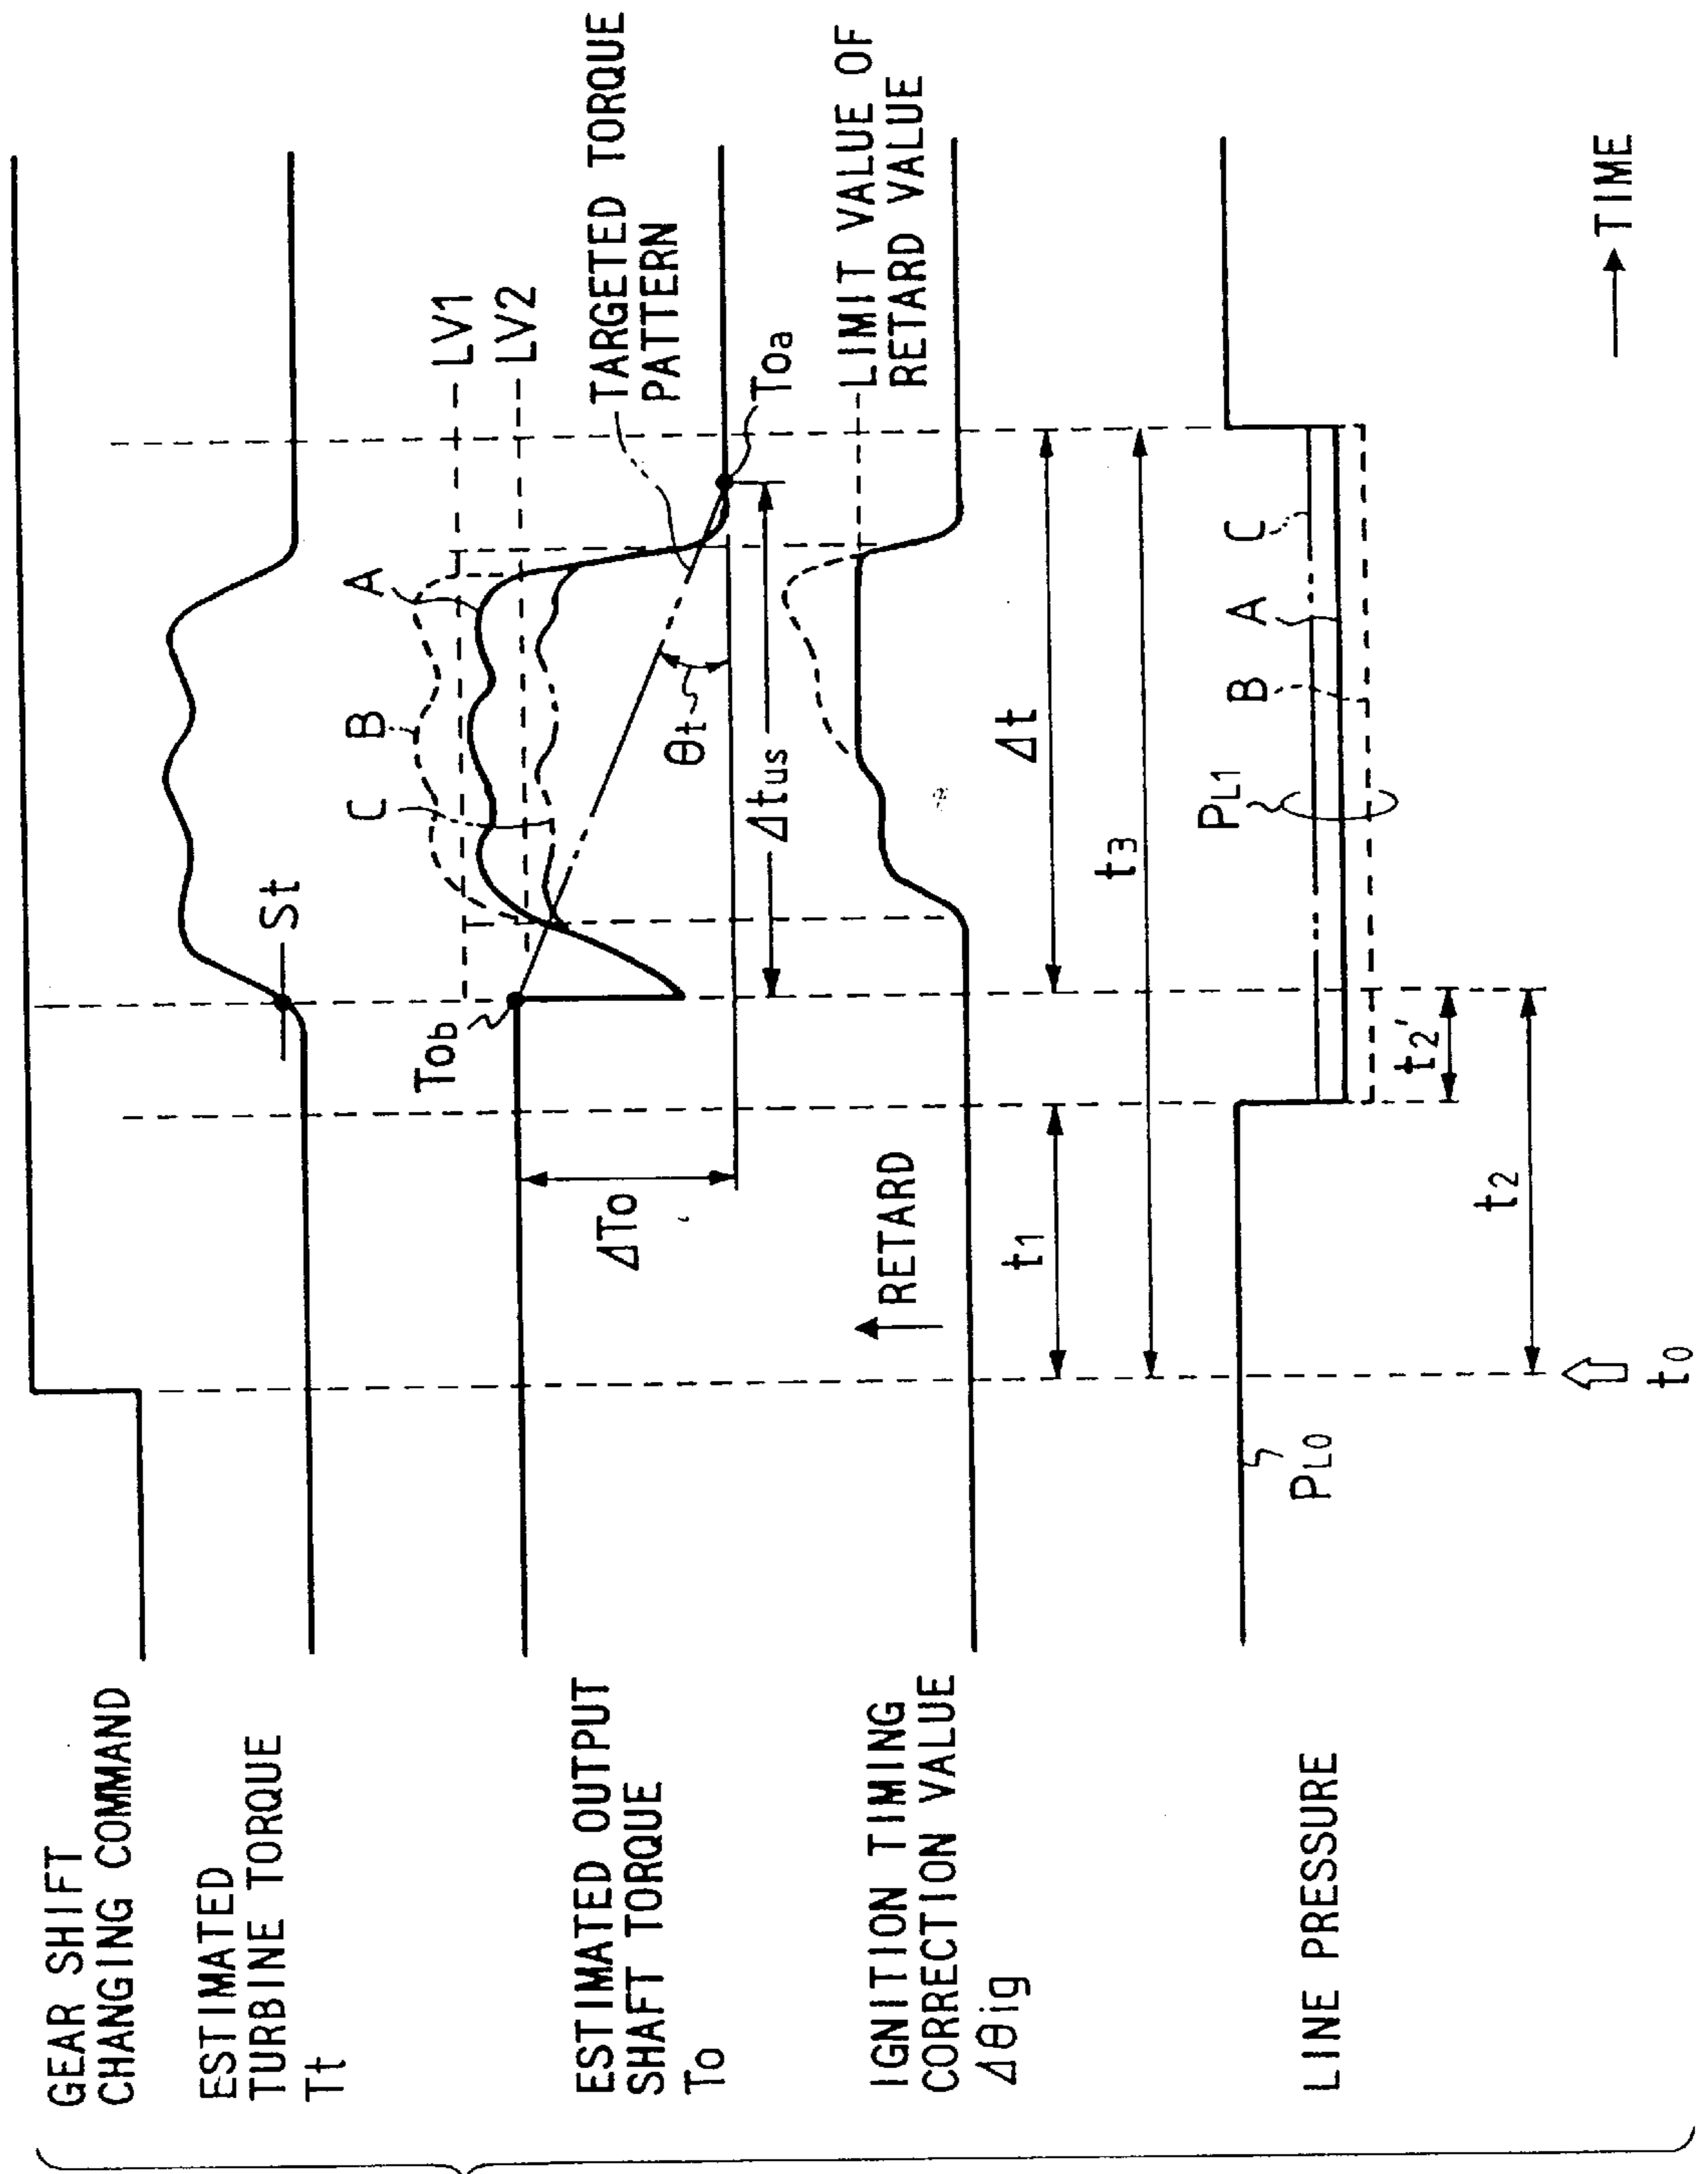 GEAR SHIFT
CHANGING COMMAND
ESTIMATED
TURBINE TORQUE
Tt
St
ESTIMATED OUTPUT
SHAFT TORQUE
To
Tob
ΔTo
C
B
A
LV1
LV2
TARGETED TORQUE
PATTERN
θt
Toa
Δtus
IGNITION TIMING
CORRECTION VALUE
Δθig
RETARD
LIMIT VALUE OF
RETARD VALUE
t1
Δt
t3
LINE PRESSURE
PL0
PL1
B
A
C
t2'
t2
t0
TIME